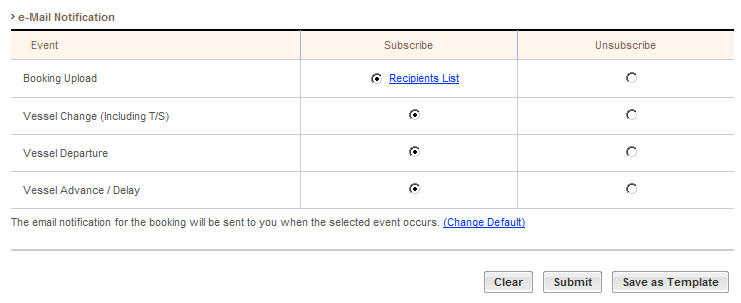 › e-Mail Notification
Event Subscribe Unsubscribe
Booking Upload Recipients List
Vessel Change (Including T/S)
Vessel Departure
Vessel Advance / Delay
The email notification for the booking will be sent to you when the selected event occurs. (Change Default)
Clear Submit Save as Template